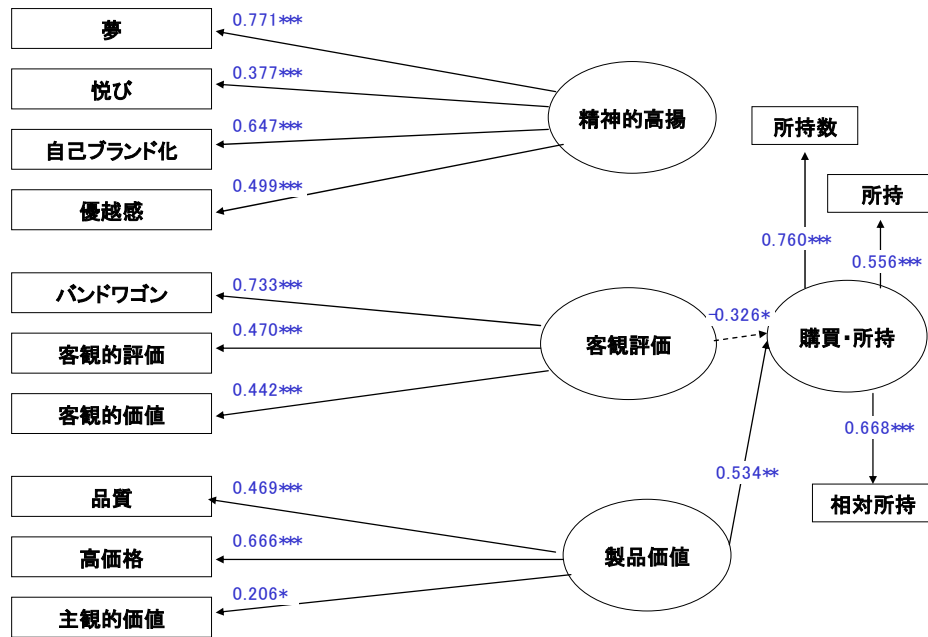 夢
0.771***
悦び
0.377***
自己ブランド化
0.647***
優越感
0.499***
精神的高揚
所持数
所持
0.760***
0.556***
バンドワゴン
0.733***
客観的評価
0.470***
客観的価値
0.442***
客観評価
-0.326*
購買・所持
0.668***
相対所持
0.534**
品質
0.469***
高価格
0.666***
主観的価値
0.206*
製品価値